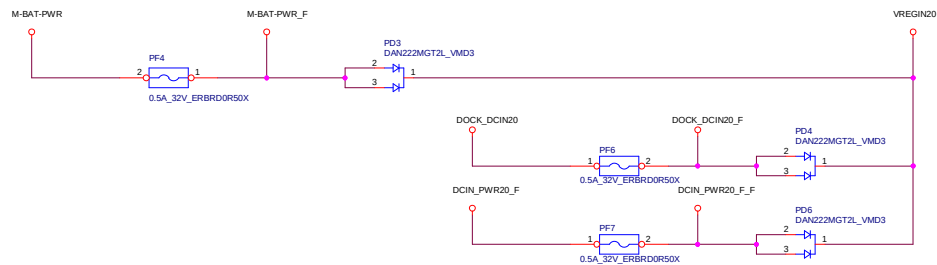 M-BAT-PWR
M-BAT-PWR_F
VREGIN20
PD3
DAN222MGT2L_VMD3
PF4
2
1
2
3
1
0.5A_32V_ERBRD0R50X
DOCK_DCIN20
DOCK_DCIN20_F
PD4
DAN222MGT2L_VMD3
PF6
1
2
2
3
1
0.5A_32V_ERBRD0R50X
DCIN_PWR20_F
DCIN_PWR20_F_F
PD6
DAN222MGT2L_VMD3
PF7
1
2
2
3
1
0.5A_32V_ERBRD0R50X